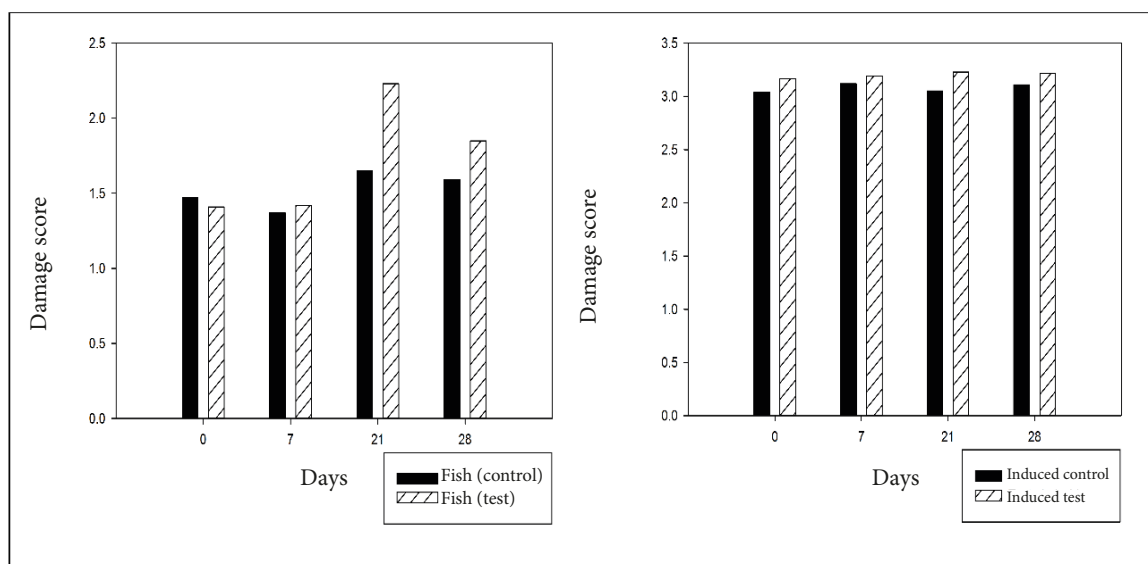 2.5
2.0
1.5
1.0
0.5
0.0
Damage score
0 7 21 28
Days
Fish (control)
Fish (test)
3.5
3.0
2.5
2.0
1.5
1.0
0.5
0.0
Damage score
0 7 21 28
Days
Induced control
Induced test